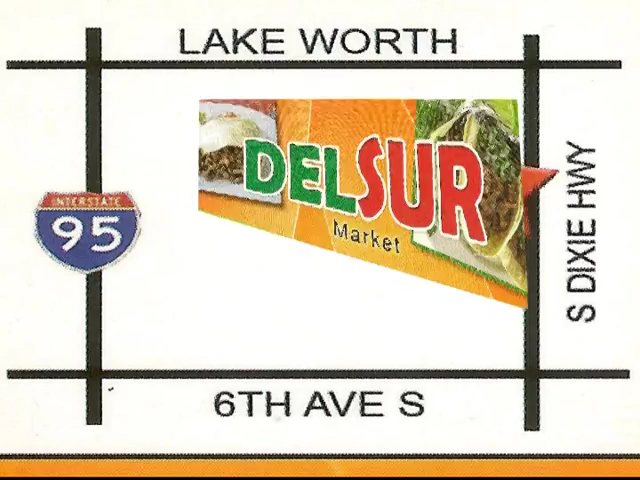 LAKE WORTH
DELSUR
Market
INTERSTATE
95
S DIXIE HWY
6TH AVE S